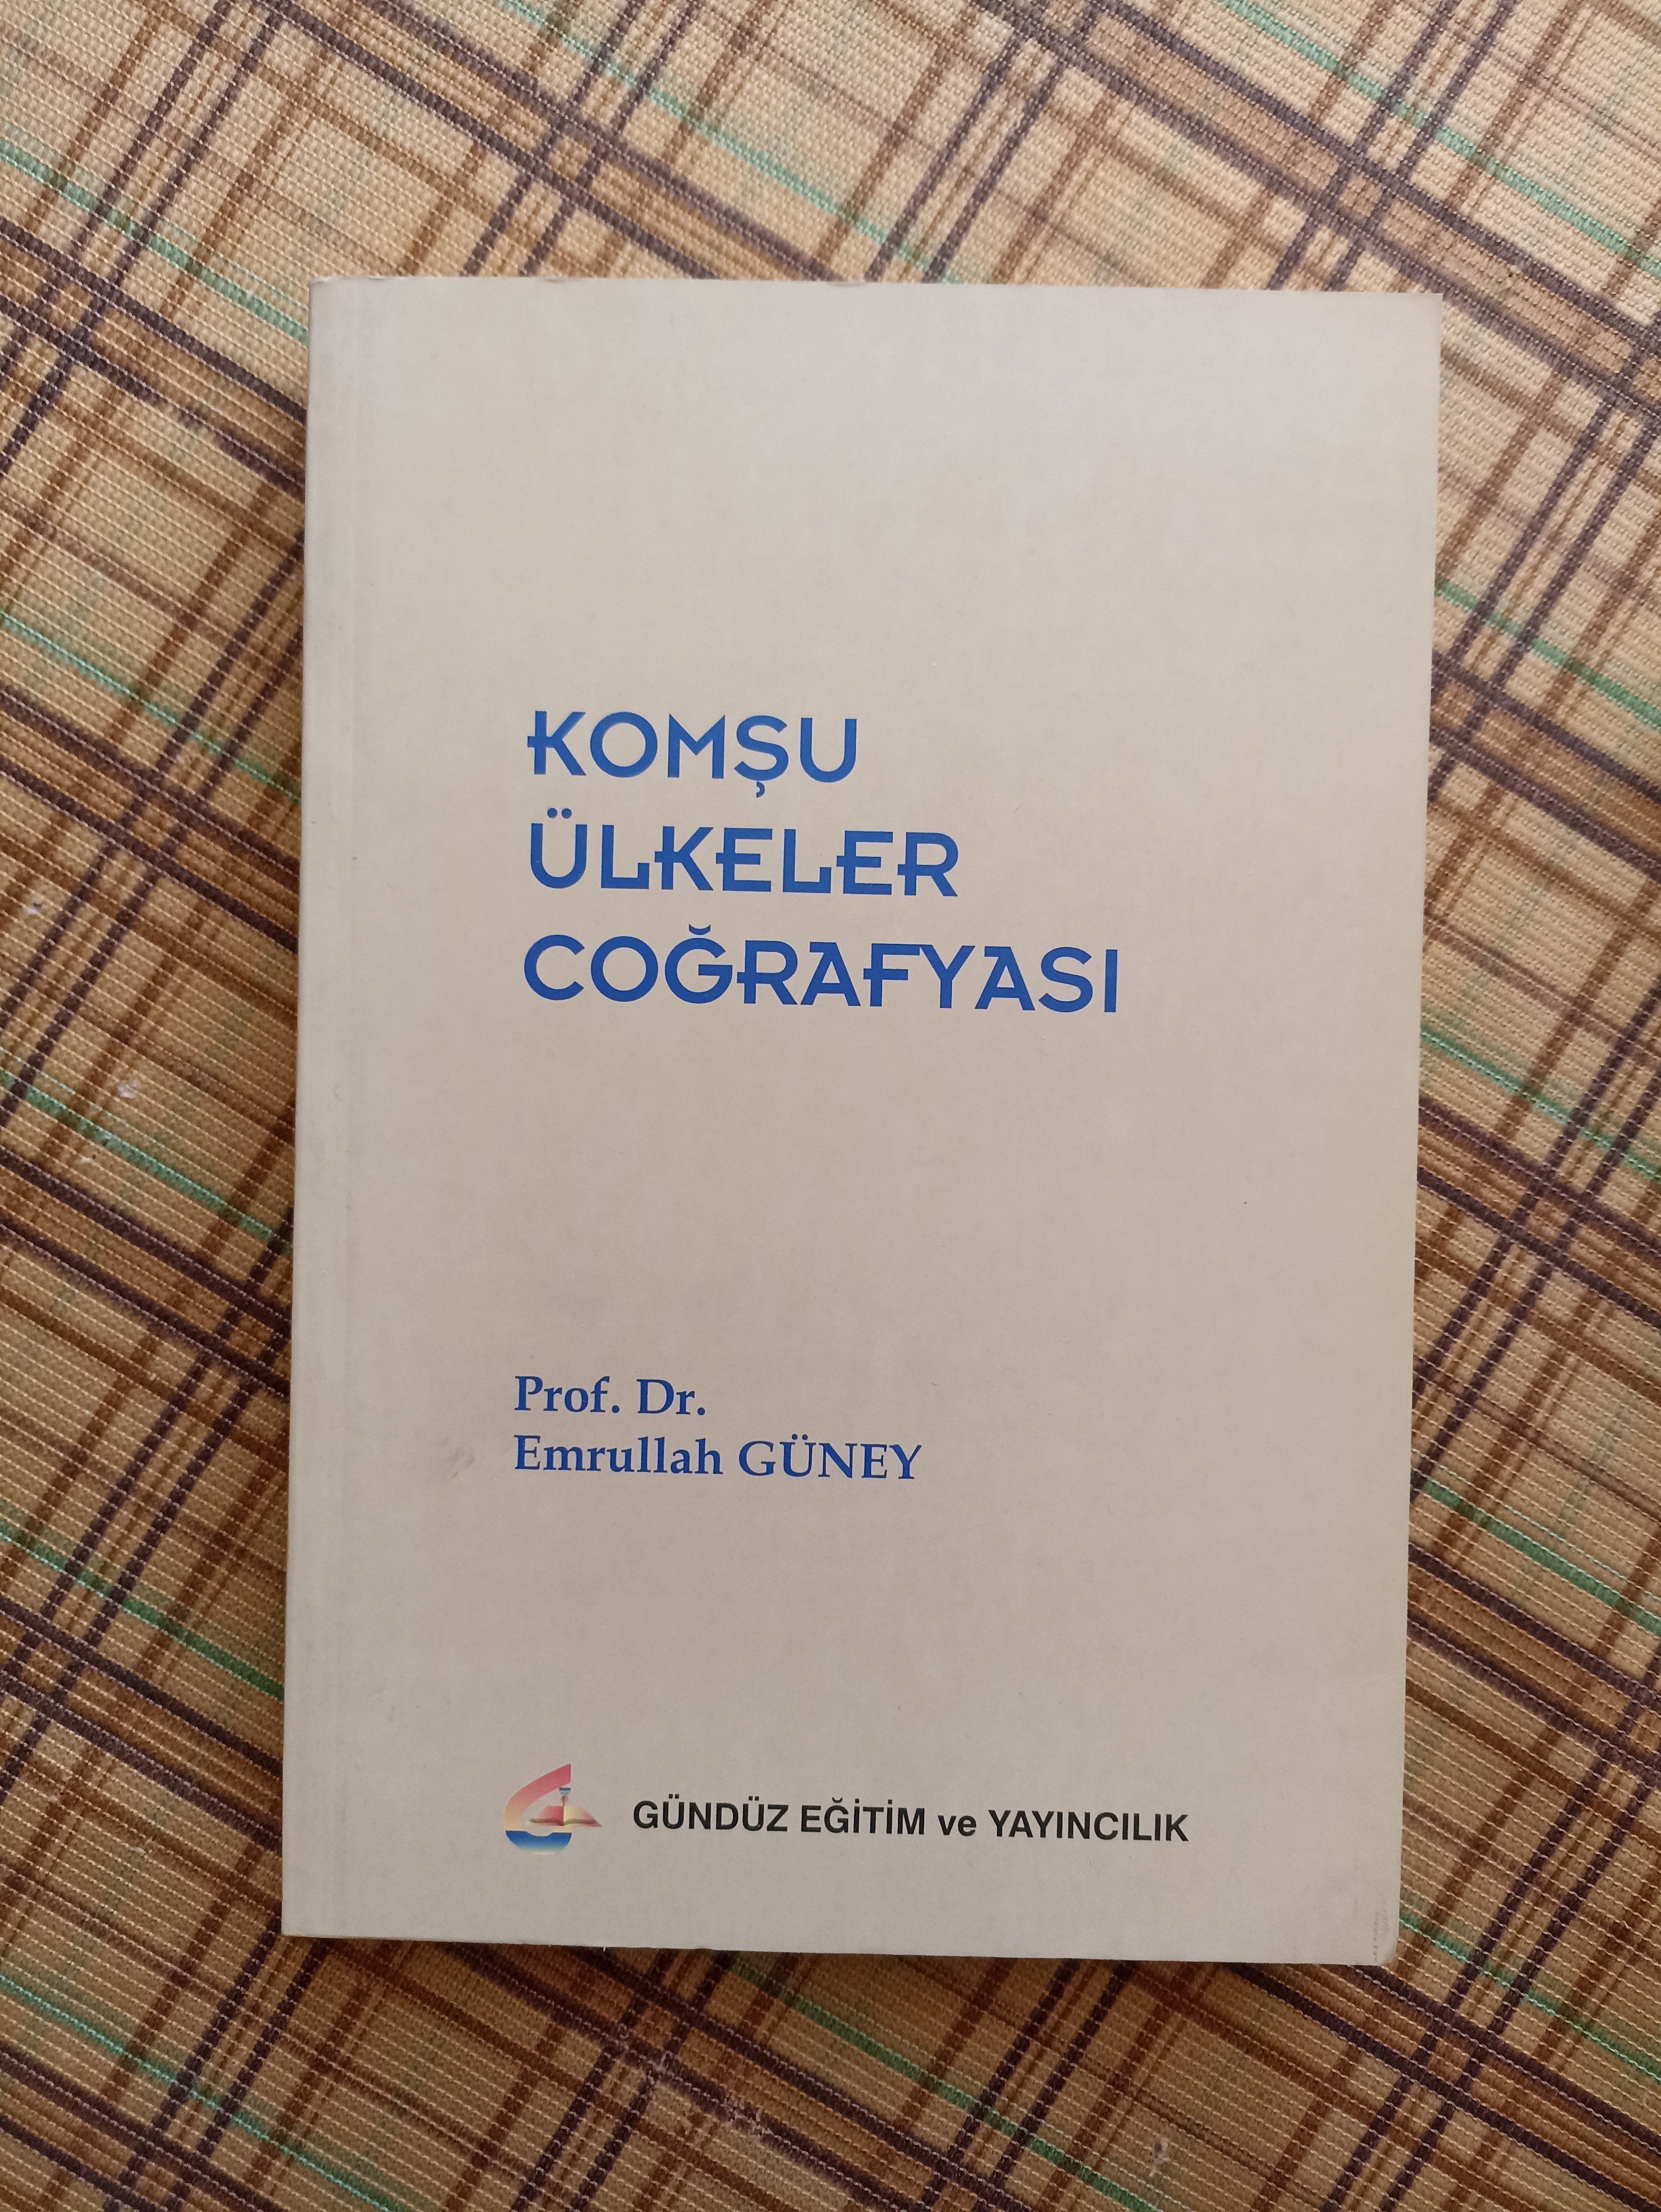 KOMŞU
ÜLKELER
COĞRAFYASI
Prof. Dr.
Emrullah GÜNEY
GÜNDÜZ EĞİTİM ve YAYINCILIK